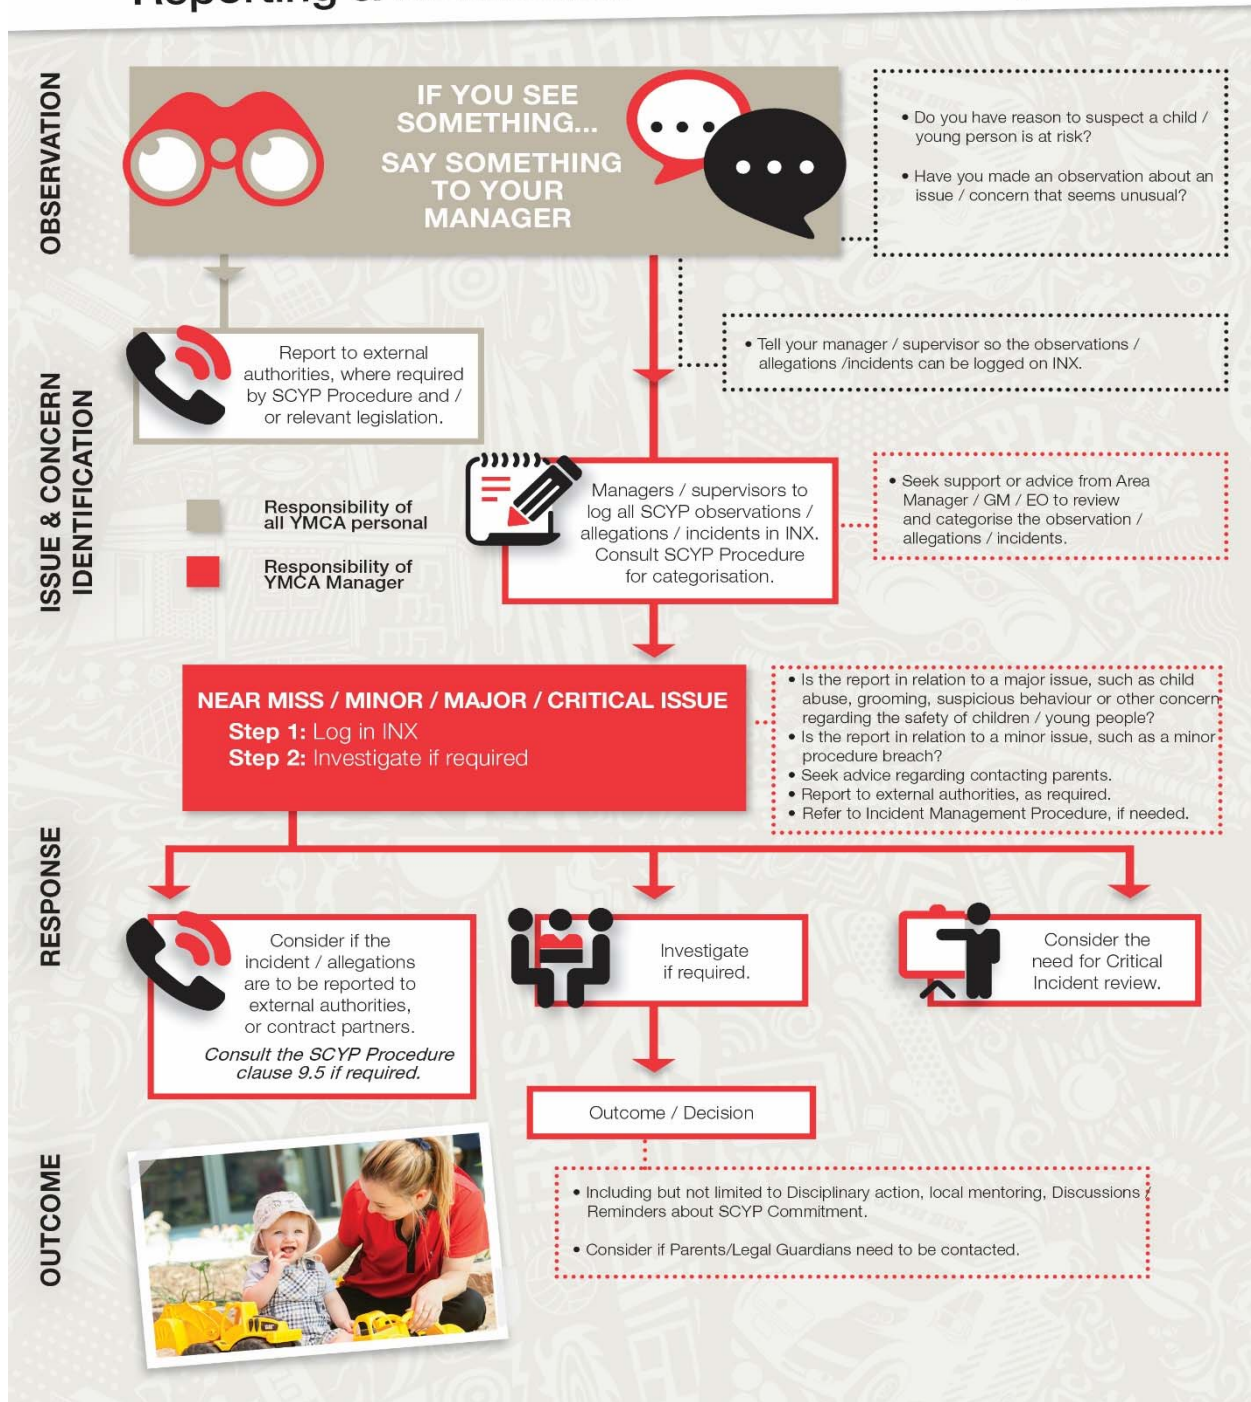 Reporting
OBSERVATION
IF YOU SEE
SOMETHING...
SAY SOMETHING
TO YOUR
MANAGER
• Do you have reason to suspect a child /
young person is at risk?
• Have you made an observation about an
issue / concern that seems unusual?
• Tell your manager / supervisor so the observations /
allegations /incidents can be logged on INX.
ISSUE & CONCERN
IDENTIFICATION
Report to external
authorities, where required
by SCYP Procedure and /
or relevant legislation.
Responsibility of
all YMCA personal
Responsibility of
YMCA Manager
Managers / supervisors to
log all SCYP observations /
allegations / incidents in INX.
Consult SCYP Procedure
for categorisation.
• Seek support or advice from Area
Manager / GM / EO to review
and categorise the observation /
allegations / incidents.
NEAR MISS / MINOR / MAJOR / CRITICAL ISSUE
Step 1: Log in INX
Step 2: Investigate if required
• Is the report in relation to a major issue, such as child
abuse, grooming, suspicious behaviour or other concern
regarding the safety of children / young people?
• Is the report in relation to a minor issue, such as a minor
procedure breach?
• Seek advice regarding contacting parents.
• Report to external authorities, as required.
• Refer to Incident Management Procedure, if needed.
RESPONSE
Consider if the
incident / allegations
are to be reported to
external authorities,
or contract partners.
Consult the SCYP Procedure
clause 9.5 if required.
Investigate
if required.
Consider the
need for Critical
Incident review.
Outcome / Decision
OUTCOME
• Including but not limited to Disciplinary action, local mentoring, Discussions /
Reminders about SCYP Commitment.
• Consider if Parents/Legal Guardians need to be contacted.
CAT